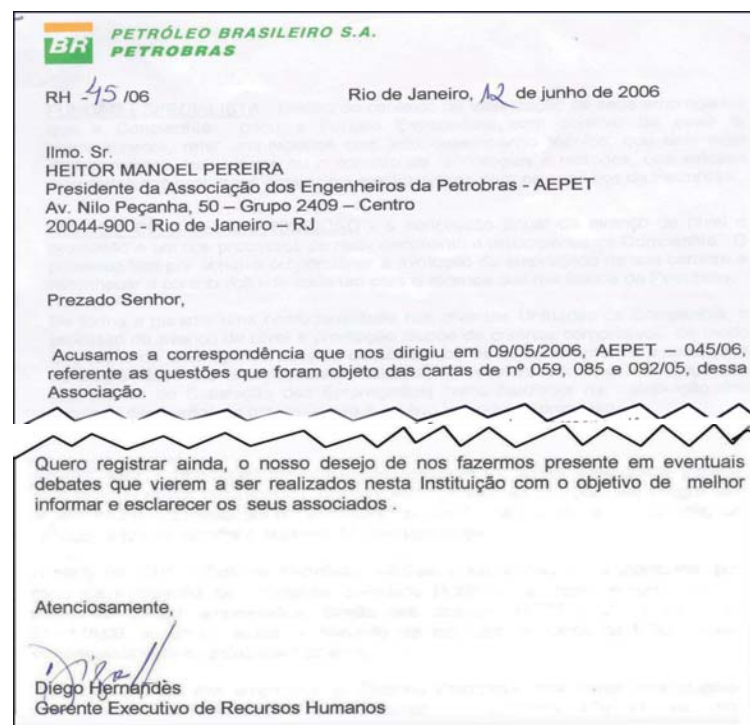 BR PETRÓLEO BRASILEIRO S.A.
PETROBRAS
RH 45 /06 Rio de Janeiro, 12 de junho de 2006
Ilmo. Sr.
HEITOR MANOEL PEREIRA
Presidente da Associação dos Engenheiros da Petrobras - AEPET
Av. Nilo Peçanha, 50 – Grupo 2409 – Centro
20044-900 - Rio de Janeiro – RJ
Prezado Senhor,
Acusamos a correspondência que nos dirigiu em 09/05/2006, AEPET – 045/06,
referente as questões que foram objeto das cartas de nº 059, 085 e 092/05, dessa
Associação.
Quero registrar ainda, o nosso desejo de nos fazermos presente em eventuais
debates que vierem a ser realizados nesta Instituição com o objetivo de melhor
informar e esclarecer os seus associados.
Atenciosamente,
Diego Hernandès
Gerente Executivo de Recursos Humanos